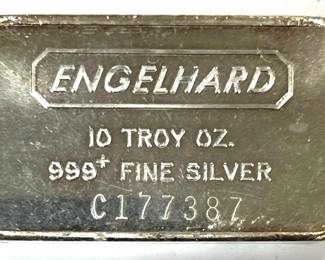 ENGELHARD
10 TROY OZ.
999+ FINE SILVER
C177387